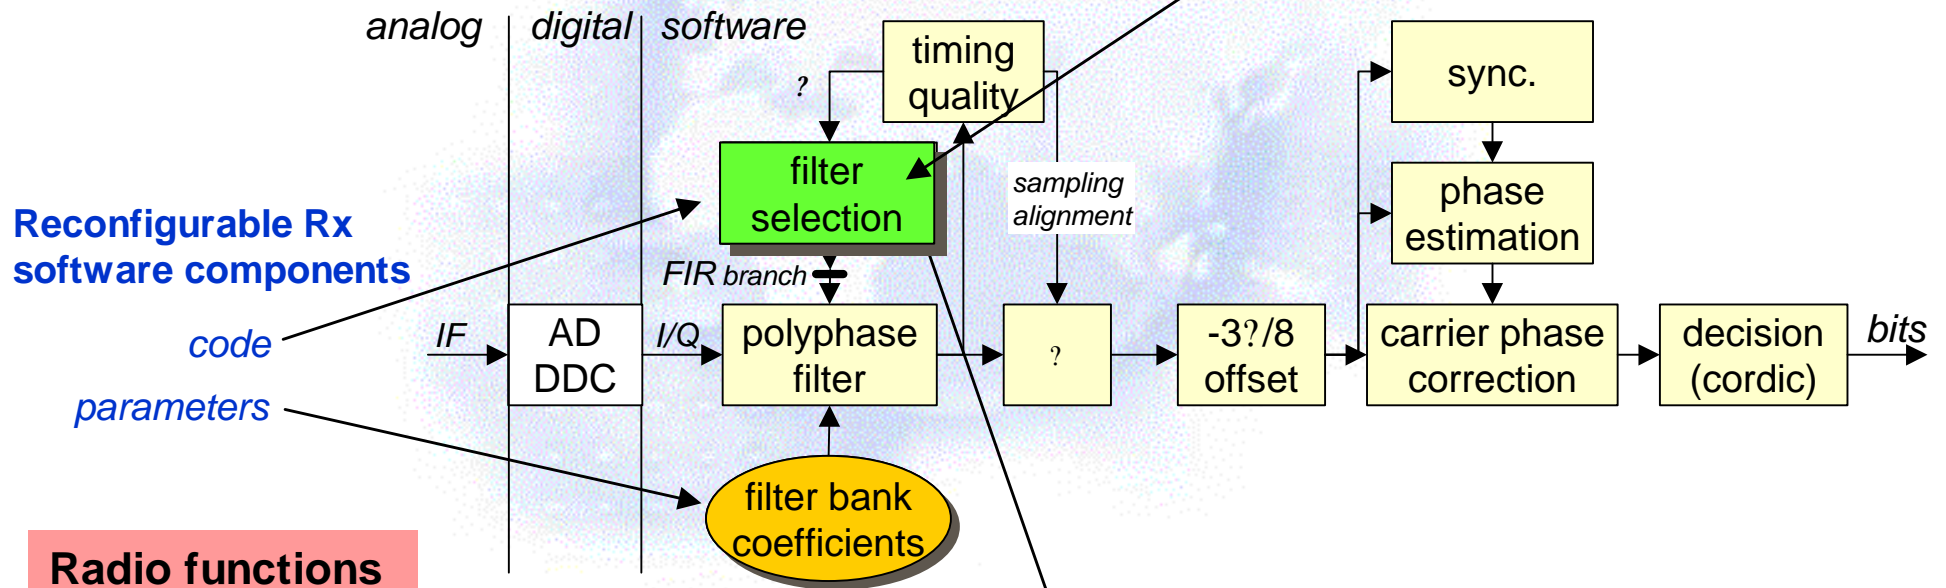 analog
digital
software
timing
quality
?
sync.
filter
selection
sampling
alignment
phase
estimation
Reconfigurable Rx
software components
FIR branch
code
IF
AD
DDC
I/Q
polyphase
filter
?
-3?/8
offset
carrier phase
correction
decision
(cordic)
bits
parameters
filter bank
coefficients
Radio functions